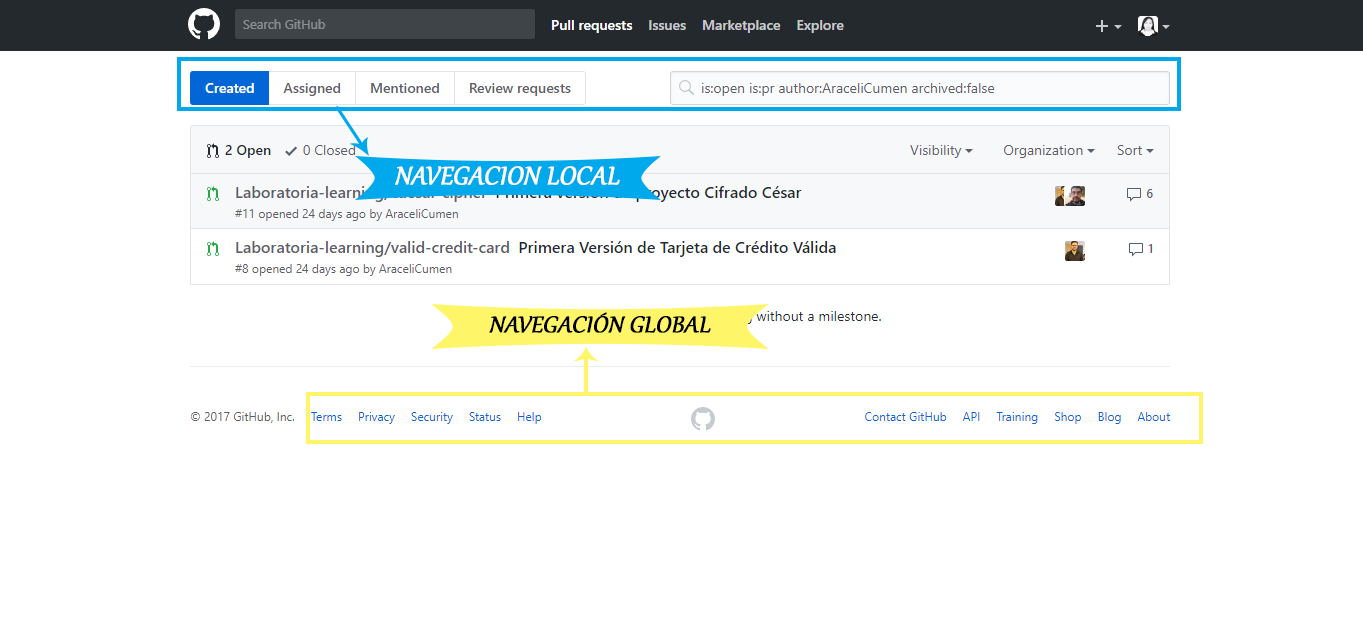 Search GitHub Pull requests Issues Marketplace Explore
Created Assigned Mentioned Review requests is:open is:pr author:AraceliCumen archived:false
2 Open 0 Closed Visibility Organization Sort
NAVEGACION LOCAL
Laboratoria-learning/ Primera Versión royecto Cifrado César 6
#11 opened 24 days ago by AraceliCumen
Laboratoria-learning/valid-credit-card Primera Versión de Tarjeta de Crédito Válida 1
#8 opened 24 days ago by AraceliCumen
NAVEGACIÓN GLOBAL
without a milestone.
© 2017 GitHub, Inc. Terms Privacy Security Status Help Contact GitHub API Training Shop Blog About